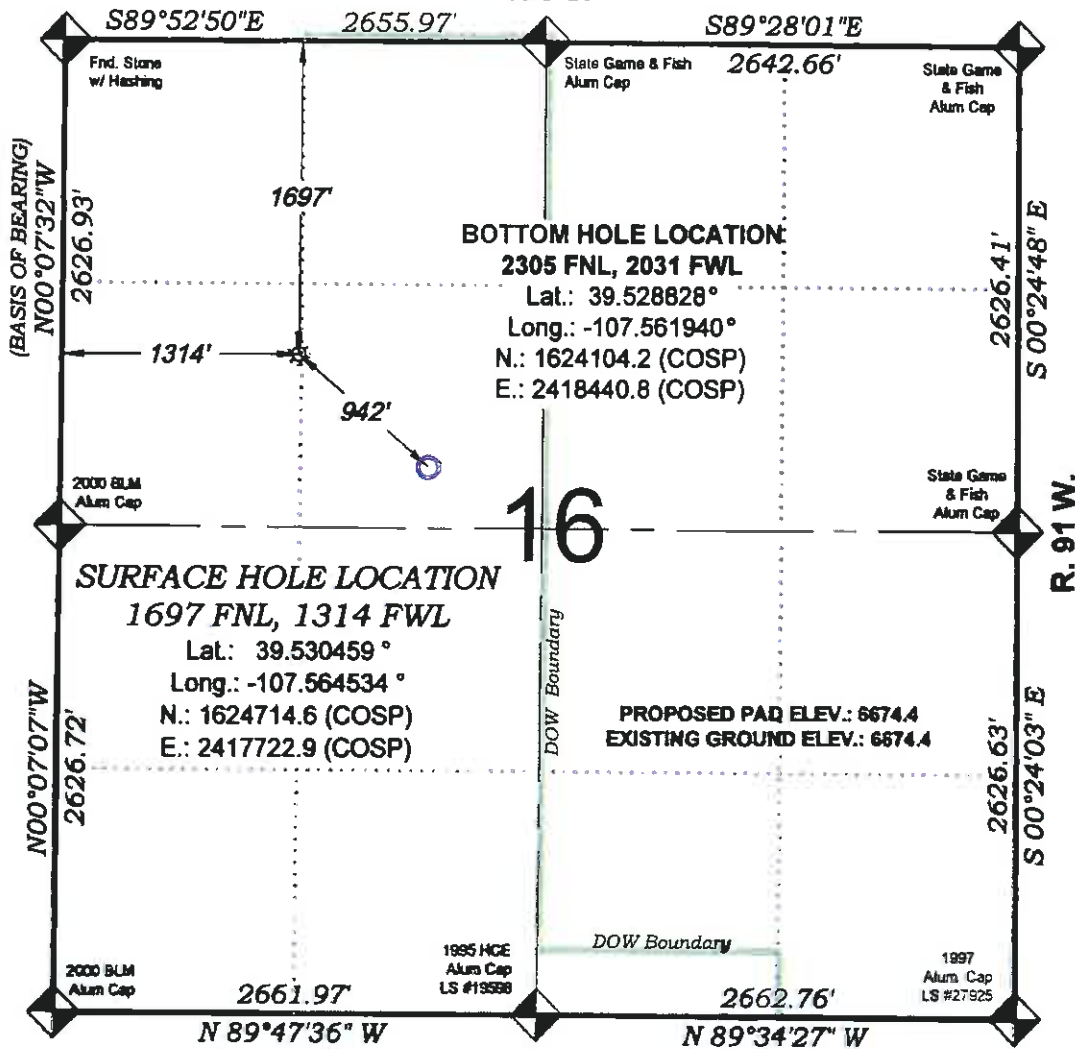 S89°52'50"E 2655.97' S89°28'01"E
2642.66'
Fnd. Stone
w/ Hashing
State Game & Fish
Alum Cap
State Game
& Fish
Alum Cap
(BASIS OF BEARING)
N00°07'32"W
2626.93'
1697'
1314'
942'
BOTTOM HOLE LOCATION
2305 FNL, 2031 FWL
Lat.: 39.528828°
Long.: -107.561940°
N.: 1624104.2 (COSP)
E.: 2418440.8 (COSP)
2626.41'
S 00°24'48" E
2000 BLM
Alum Cap
State Game
& Fish
Alum Cap
16
R. 91 W.
SURFACE HOLE LOCATION
1697 FNL, 1314 FWL
Lat.: 39.530459 °
Long.: -107.564534 °
N.: 1624714.6 (COSP)
E.: 2417722.9 (COSP)
DOW Boundary
PROPOSED PAD ELEV.: 6674.4
EXISTING GROUND ELEV.: 6674.4
N00°07'07"W
2626.72'
2626.63'
S 00°24'03" E
DOW Boundary
2000 BLM
Alum Cap
1995 HCE
Alum Cap
LS #19598
1997
Alum Cap
LS #27925
2661.97'
N 89°47'36" W
2662.76'
N 89°34'27" W